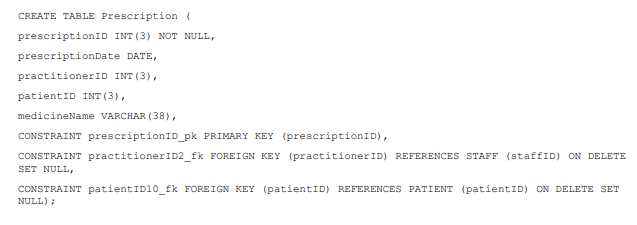 CREATE TABLE Prescription (
prescriptionID INT(3) NOT NULL,
prescriptionDate DATE,
practitionerID INT(3),
patientID INT(3),
medicineName VARCHAR(38),
CONSTRAINT prescriptionID_pk PRIMARY KEY (prescriptionID),
CONSTRAINT practitionerID2_fk FOREIGN KEY (practitionerID) REFERENCES STAFF (staffID) ON DELETE
SET NULL,
CONSTRAINT patientID10_fk FOREIGN KEY (patientID) REFERENCES PATIENT (patientID) ON DELETE SET
NULL);